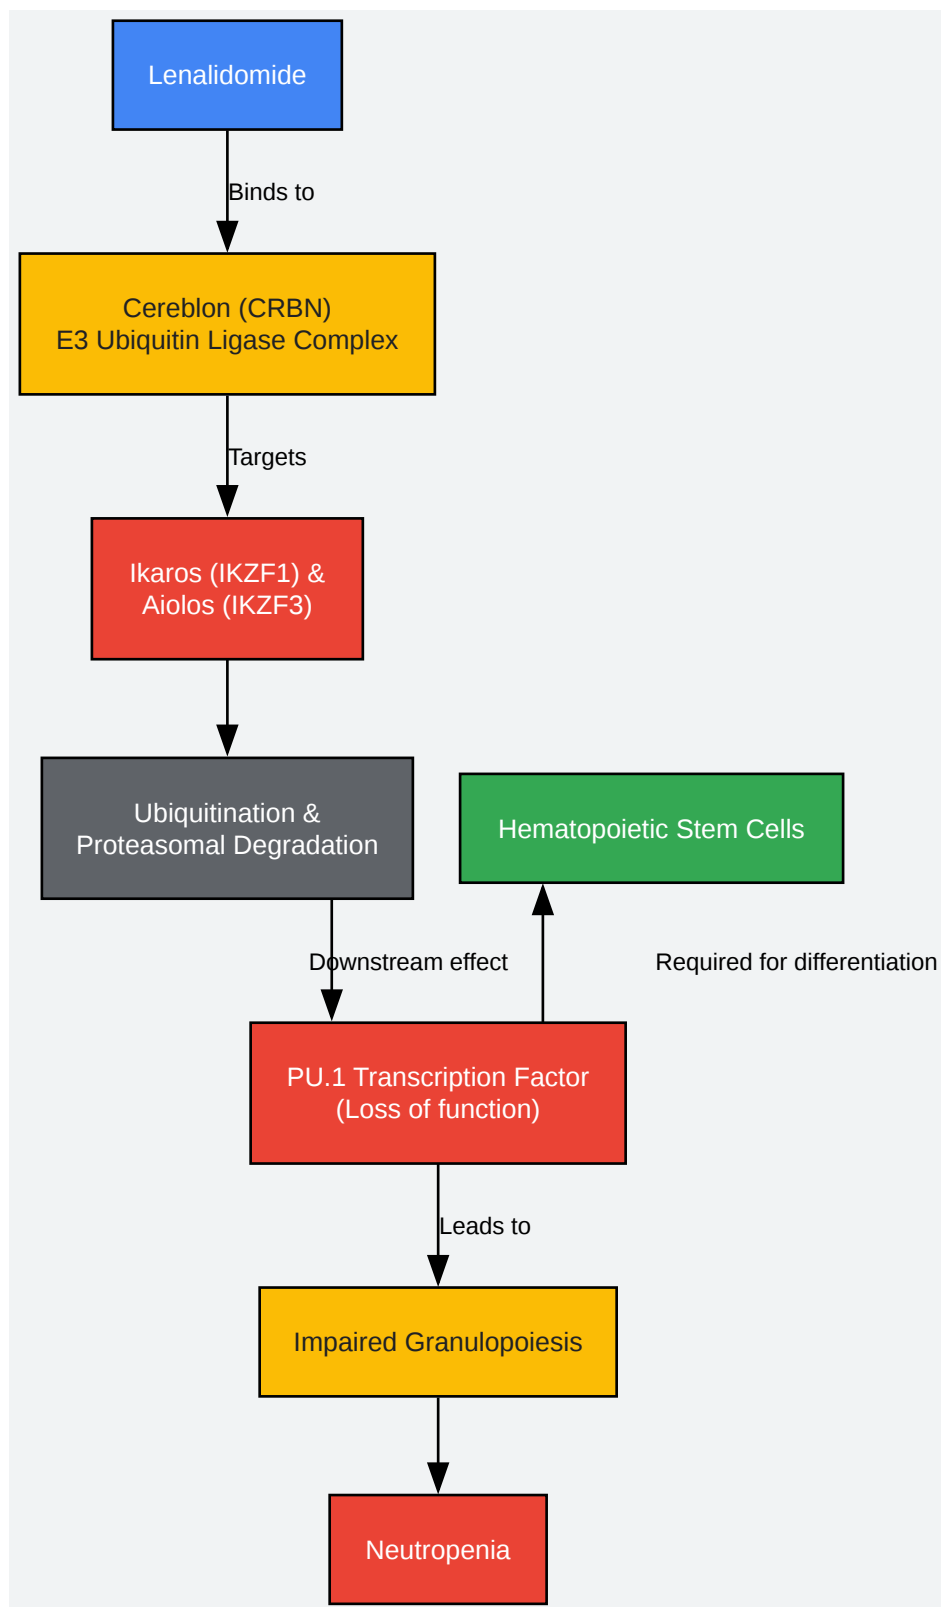 Lenalidomide
Binds to
Cereblon (CRBN)
E3 Ubiquitin Ligase Complex
Targets
Ikaros (IKZF1) &
Aiolos (IKZF3)
Ubiquitination &
Proteasomal Degradation
Hematopoietic Stem Cells
Downstream effect
Required for differentiation
PU.1 Transcription Factor
(Loss of function)
Leads to
Impaired Granulopoiesis
Neutropenia